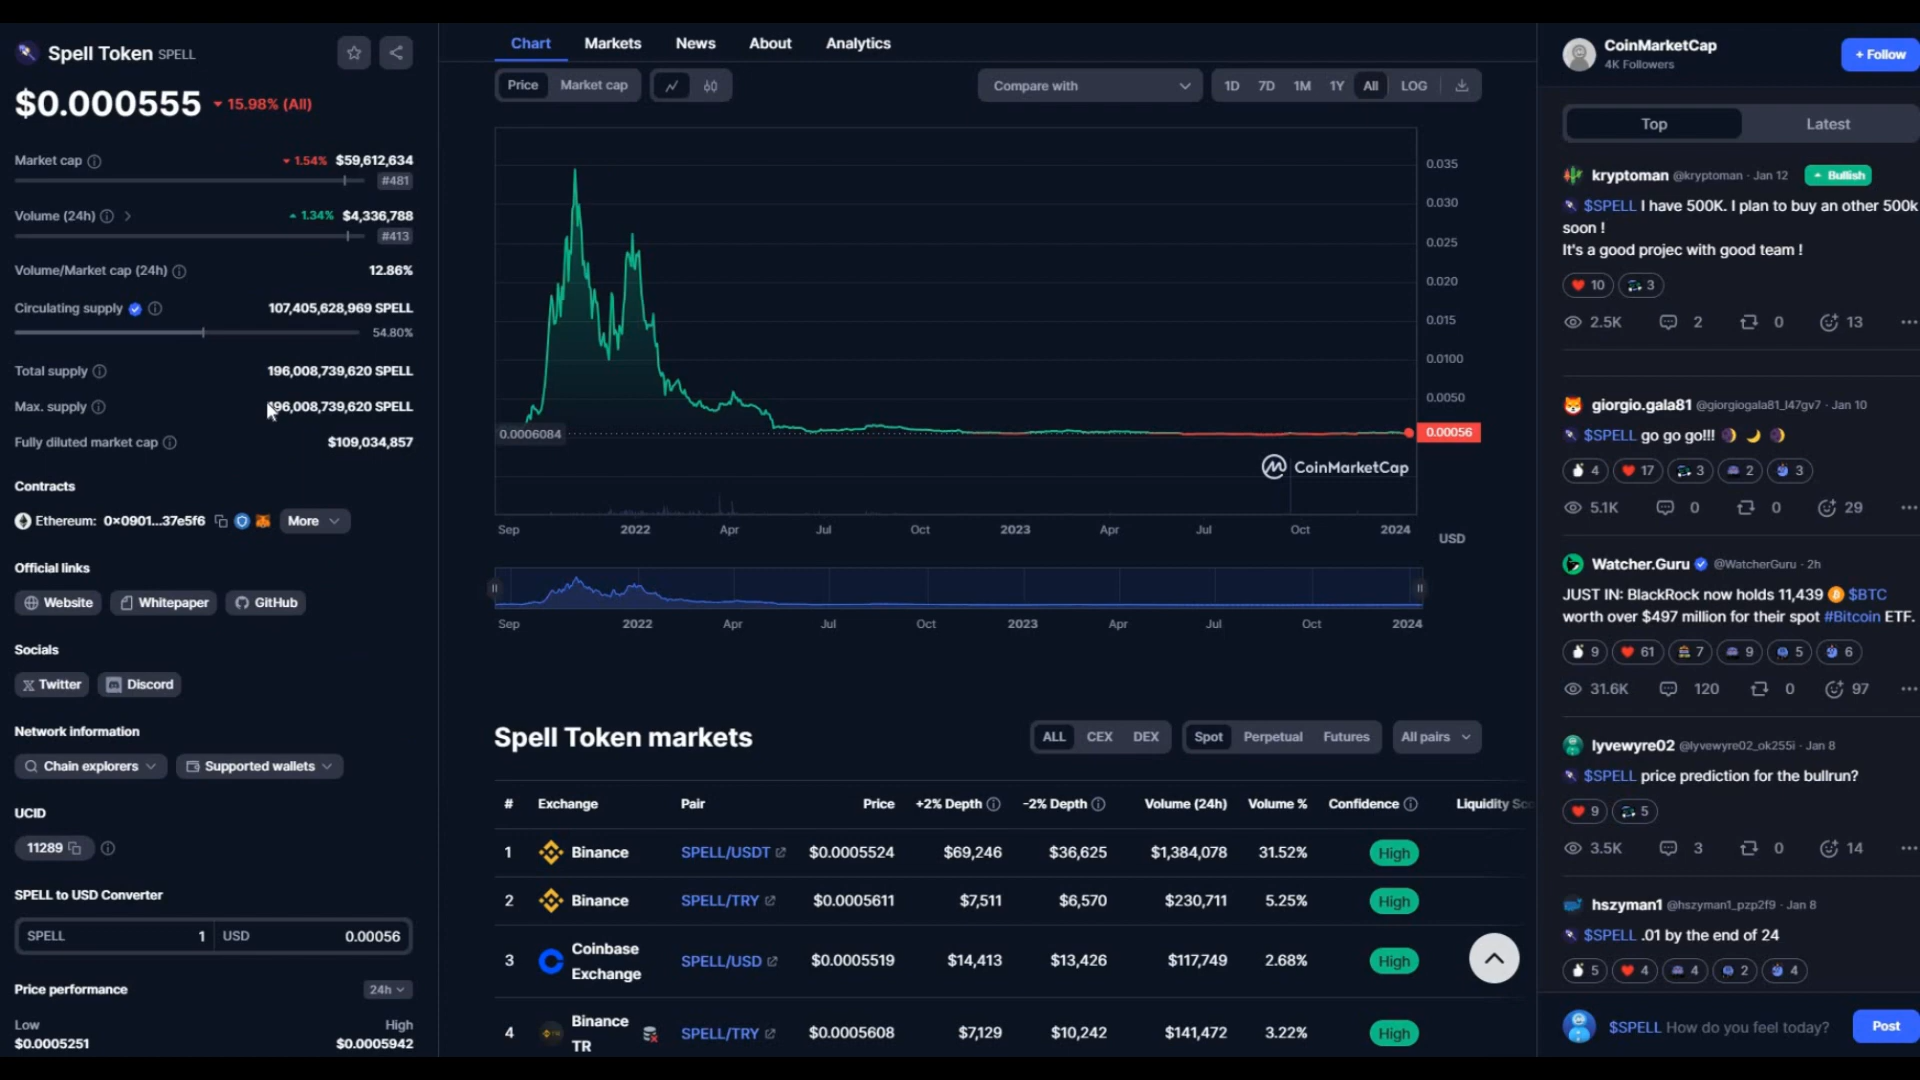 Spell Token SPELL
$0.000555 15.98% (All)
Market cap 1.54% $59,612,634
#481
Volume (24h) 1.34% $4,336,788
#413
Volume/Market cap (24h) 12.86%
Circulating supply 107,405,628,969 SPELL
54.80%
Total supply 196,008,739,620 SPELL
Max. supply 196,008,739,620 SPELL
Fully diluted market cap $109,034,857
Contracts
Ethereum: 0x0901...37e5f6 More
Official links
Website Whitepaper GitHub
Socials
Twitter Discord
Network information
Chain explorers Supported wallets
UCID
11289
SPELL to USD Converter
SPELL 1 USD 0.00056
Price performance 24h
Low High
$0.0005251 $0.0005942
Chart Markets News About Analytics
Price Market cap Compare with 1D 7D 1M 1Y All LOG
0.035
0.030
0.025
0.020
0.015
0.0100
0.0050
0.0006084 0.00056
CoinMarketCap
Sep 2022 Apr Jul Oct 2023 Apr Jul Oct 2024
USD
Sep 2022 Apr Jul Oct 2023 Apr Jul Oct 2024
Spell Token markets ALL CEX DEX Spot Perpetual Futures All pairs
# Exchange Pair Price +2% Depth -2% Depth Volume (24h) Volume % Confidence Liquidity Sco
1 Binance SPELL/USDT $0.0005524 $69,246 $36,625 $1,384,078 31.52% High
2 Binance SPELL/TRY $0.0005611 $7,511 $6,570 $230,711 5.25% High
3 Coinbase Exchange SPELL/USD $0.0005519 $14,413 $13,426 $117,749 2.68% High
4 Binance TR SPELL/TRY $0.0005608 $7,129 $10,242 $141,472 3.22% High
CoinMarketCap
4K Followers
+ Follow
Top Latest
kryptoman @kryptoman · Jan 12 Bullish
$SPELL I have 500K. I plan to buy an other 500k
soon !
It's a good projec with good team !
10 3
2.5K 2 0 13
giorgio.gala81 @giorgiogala81_l47gv7 · Jan 10
$SPELL go go go!!!
4 17 3 2 3
5.1K 0 0 29
Watcher.Guru @WatcherGuru · 2h
JUST IN: BlackRock now holds 11,439 $BTC
worth over $497 million for their spot #Bitcoin ETF.
9 61 7 9 5 6
31.6K 120 0 97
lyvewyre02 @lyvewyre02_ok255i · Jan 8
$SPELL price prediction for the bullrun?
9 5
3.5K 3 0 14
hszyman1 @hszyman1_pzp2f9 · Jan 8
$SPELL .01 by the end of 24
5 4 4 2 4
$SPELL How do you feel today? Post